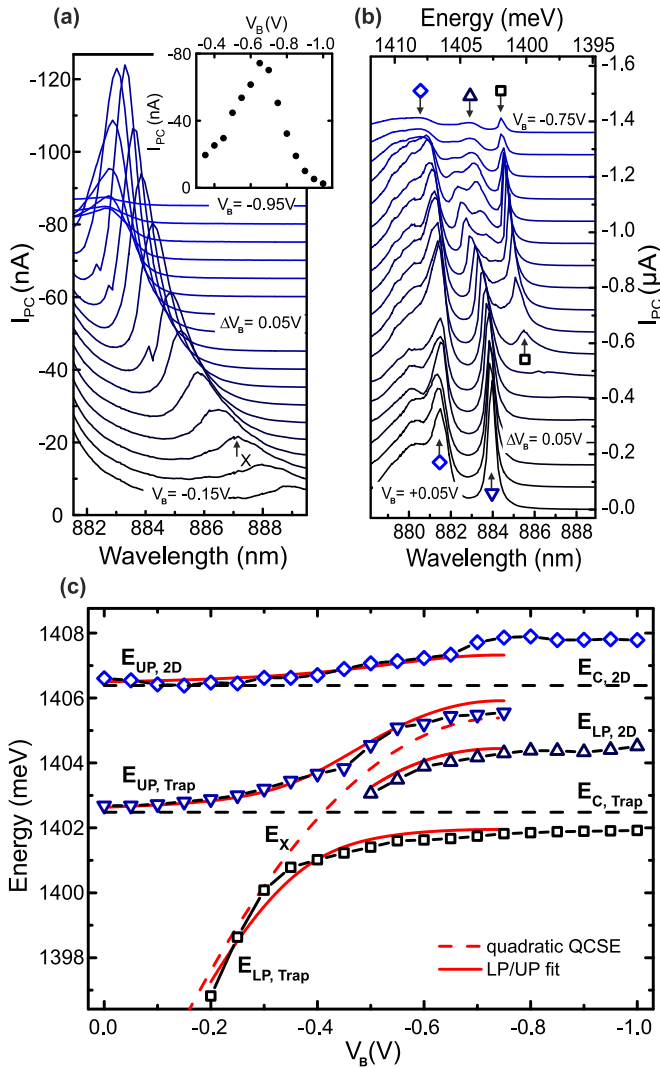 (a)
V_B(V)
-0.4 -0.6 -0.8 -1.0
-80
-40
0
I_PC (nA)
-120
-100
-80
-60
-40
-20
0
I_PC (nA)
V_B = -0.95V
ΔV_B = 0.05V
X
V_B = -0.15V
882 884 886 888
Wavelength (nm)
(b)
Energy (meV)
1410 1405 1400 1395
-1.6
-1.4
-1.2
-1.0
-0.8
-0.6
-0.4
-0.2
-0.0
I_PC (µA)
V_B = -0.75V
ΔV_B = 0.05V
V_B = +0.05V
880 882 884 886 888
Wavelength (nm)
(c)
1408
1406
1404
1402
1400
1398
Energy (meV)
E_UP, 2D
E_C, 2D
E_LP, 2D
E_UP, Trap
E_C, Trap
E_X
E_LP, Trap
quadratic QCSE
LP/UP fit
0.0 -0.2 -0.4 -0.6 -0.8 -1.0
V_B(V)